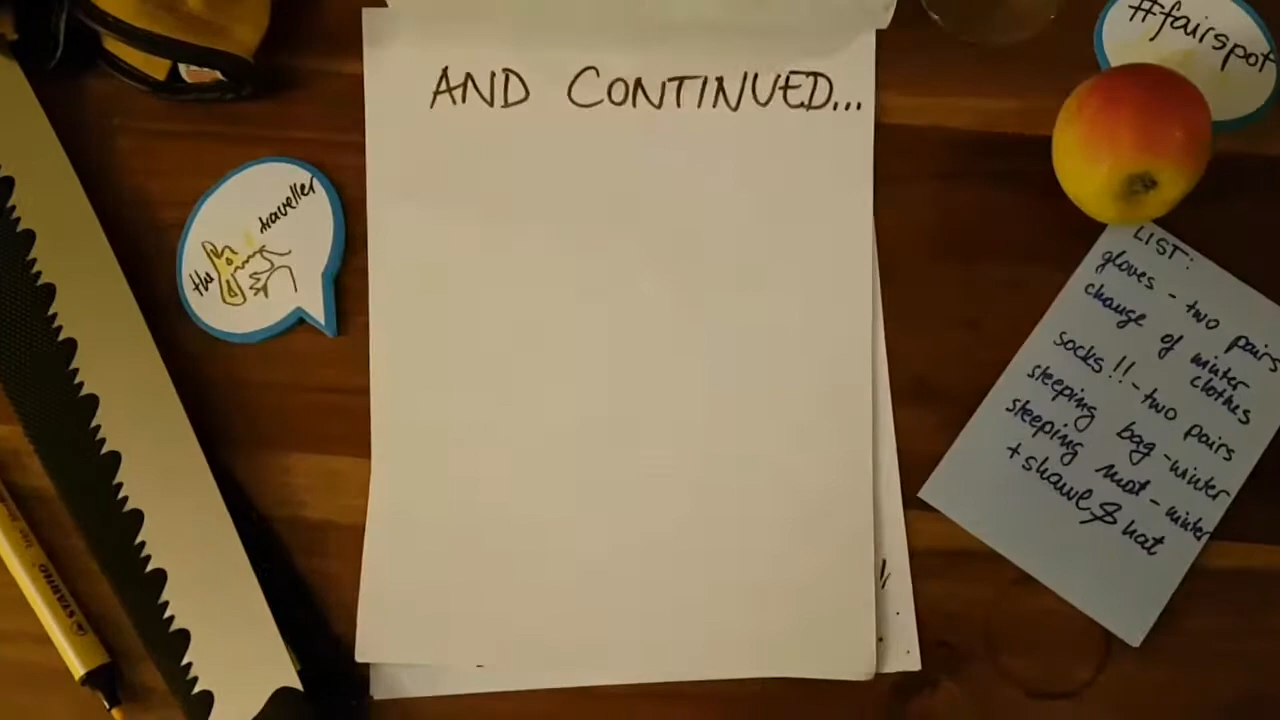 AND CONTINUED...
#fairspot
the traveller
LIST:
gloves - two pairs
change of winter
clothes
socks!! - two pairs
sleeping bag - winter
sleeping mat - winter
+ shawl & hat
STABILO